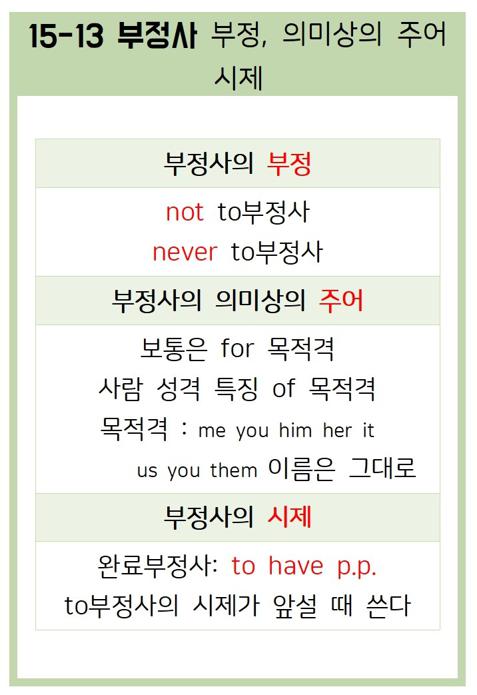 15-13 부정사 부정, 의미상의 주어
시제
부정사의 부정
not to부정사
never to부정사
부정사의 의미상의 주어
보통은 for 목적격
사람 성격 특징 of 목적격
목적격 : me you him her it
us you them 이름은 그대로
부정사의 시제
완료부정사: to have p.p.
to부정사의 시제가 앞설 때 쓴다